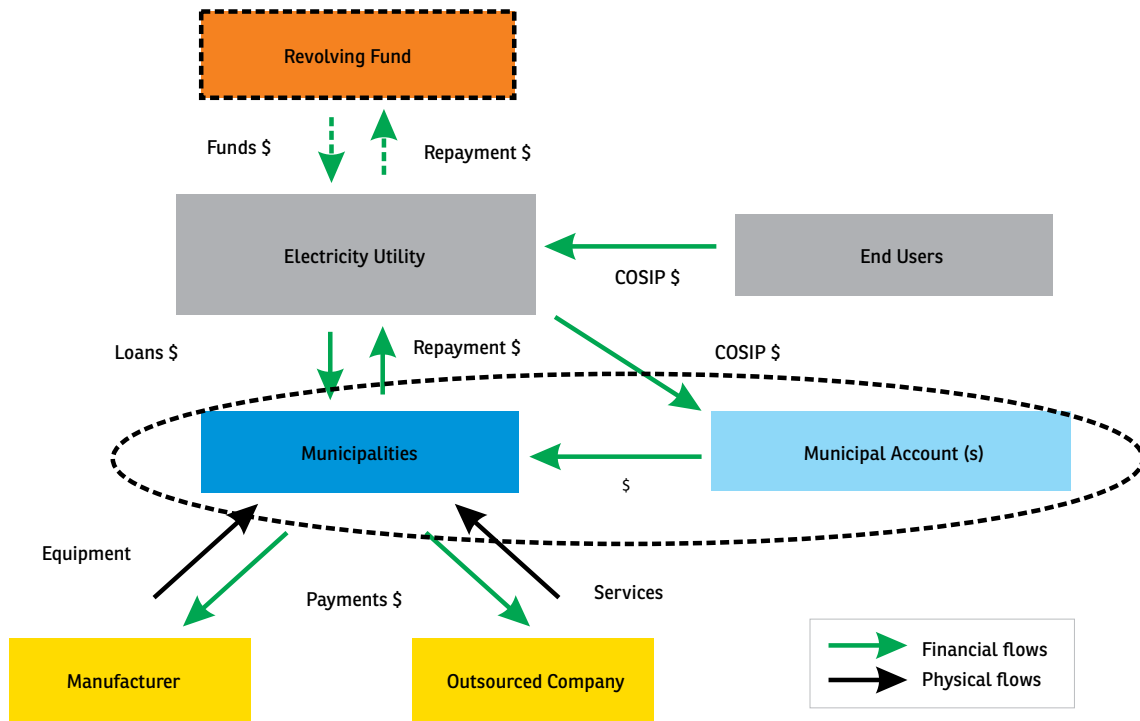 Revolving Fund
Funds $
Repayment $
Electricity Utility
End Users
COSIP $
Loans $
Repayment $
COSIP $
Municipalities
Municipal Account (s)
$
Equipment
Payments $
Services
Manufacturer
Outsourced Company
Financial flows
Physical flows